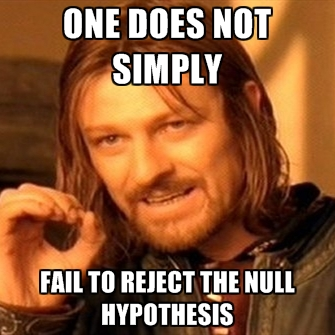 ONE DOES NOT
SIMPLY
FAIL TO REJECT THE NULL
HYPOTHESIS